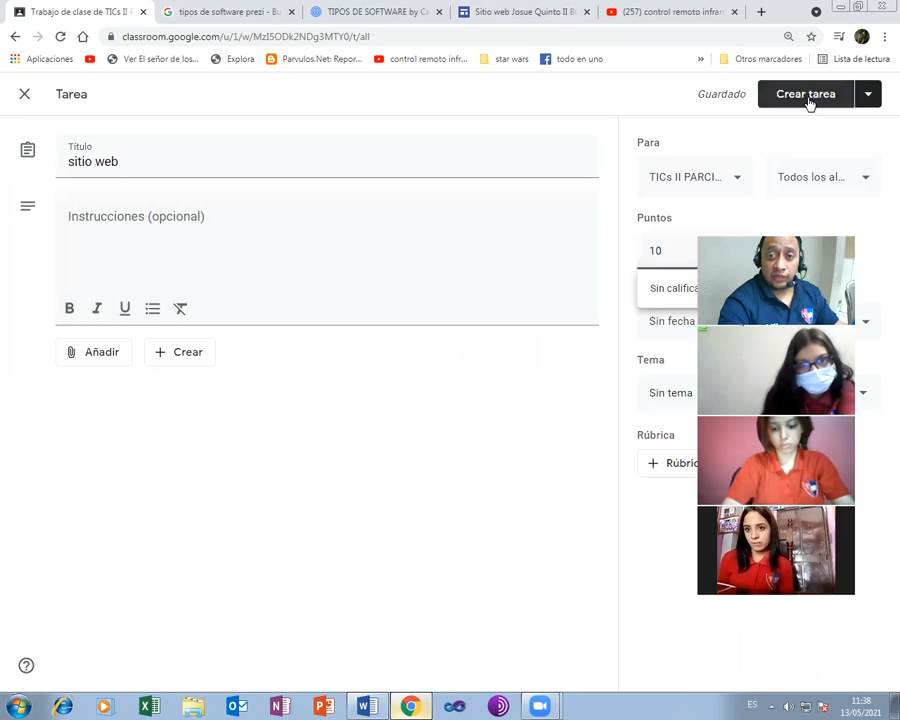 Trabajo de clase de TICs II P
tipos de software prezi - Bu
TIPOS DE SOFTWARE by Ca
Sitio web Josue Quinto II B
(257) control remoto infra
classroom.google.com/u/1/w/MzI5ODk2NDg3MTY0/t/all
Aplicaciones
Ver El señor de los...
Explora
Parvulos.Net: Repor...
control remoto infr...
star wars
todo en uno
»
Otros marcadores
Lista de lectura
Tarea
Guardado
Crear tarea
Título
sitio web
Instrucciones (opcional)
B I U
Añadir
Crear
Para
TICs II PARCI...
Todos los al...
Puntos
10
Sin califica
Sin fecha
Tema
Sin tema
Rúbrica
+ Rúbric
ES
11:38
13/05/2021